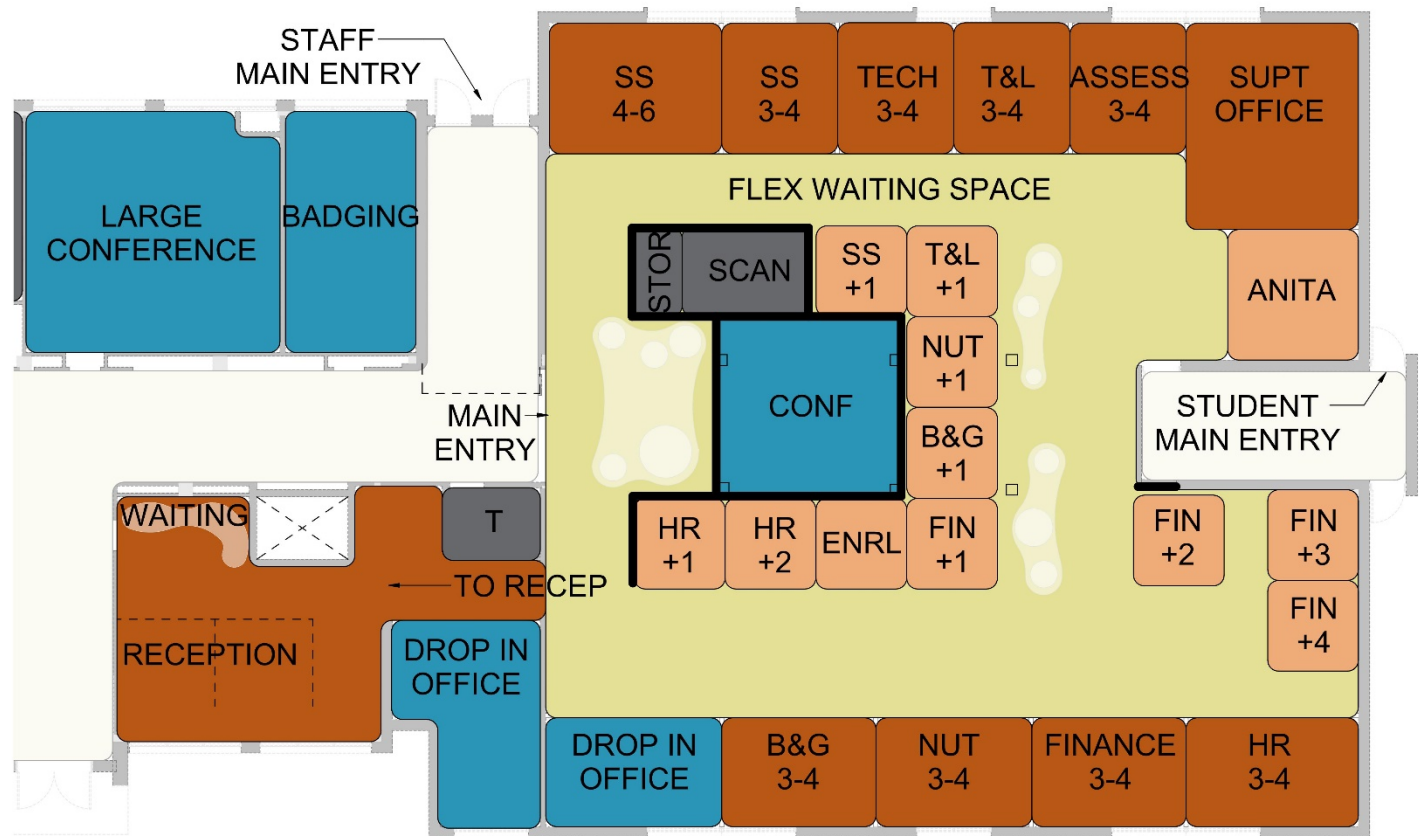 STAFF
MAIN ENTRY
SS
4-6
SS
3-4
TECH
3-4
T&L
3-4
ASSESS
3-4
SUPT
OFFICE
LARGE
CONFERENCE
BADGING
FLEX WAITING SPACE
STOR
SCAN
SS
+1
T&L
+1
ANITA
NUT
+1
CONF
MAIN
ENTRY
B&G
+1
STUDENT
MAIN ENTRY
WAITING
T
HR
+1
HR
+2
ENRL
FIN
+1
FIN
+2
FIN
+3
TO RECEP
FIN
+4
RECEPTION
DROP IN
OFFICE
DROP IN
OFFICE
B&G
3-4
NUT
3-4
FINANCE
3-4
HR
3-4